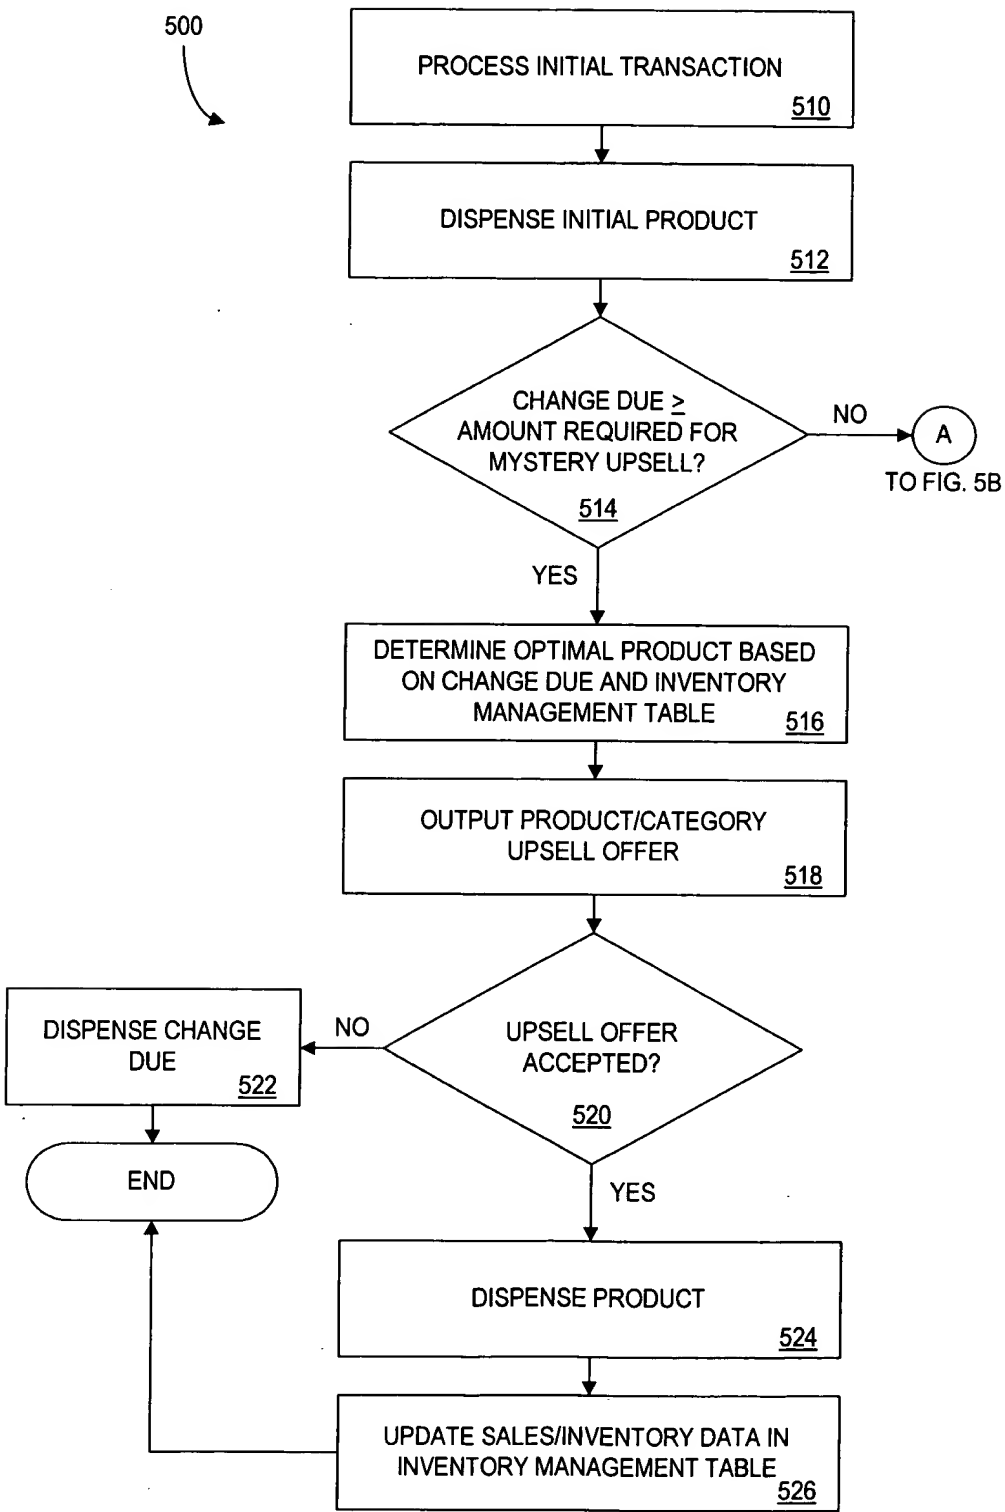 500
PROCESS INITIAL TRANSACTION
510
DISPENSE INITIAL PRODUCT
512
CHANGE DUE ≥
AMOUNT REQUIRED FOR
MYSTERY UPSELL?
514
NO
A
TO FIG. 5B
YES
DETERMINE OPTIMAL PRODUCT BASED
ON CHANGE DUE AND INVENTORY
MANAGEMENT TABLE
516
OUTPUT PRODUCT/CATEGORY
UPSELL OFFER
518
UPSELL OFFER
ACCEPTED?
520
NO
DISPENSE CHANGE
DUE
522
END
YES
DISPENSE PRODUCT
524
UPDATE SALES/INVENTORY DATA IN
INVENTORY MANAGEMENT TABLE
526